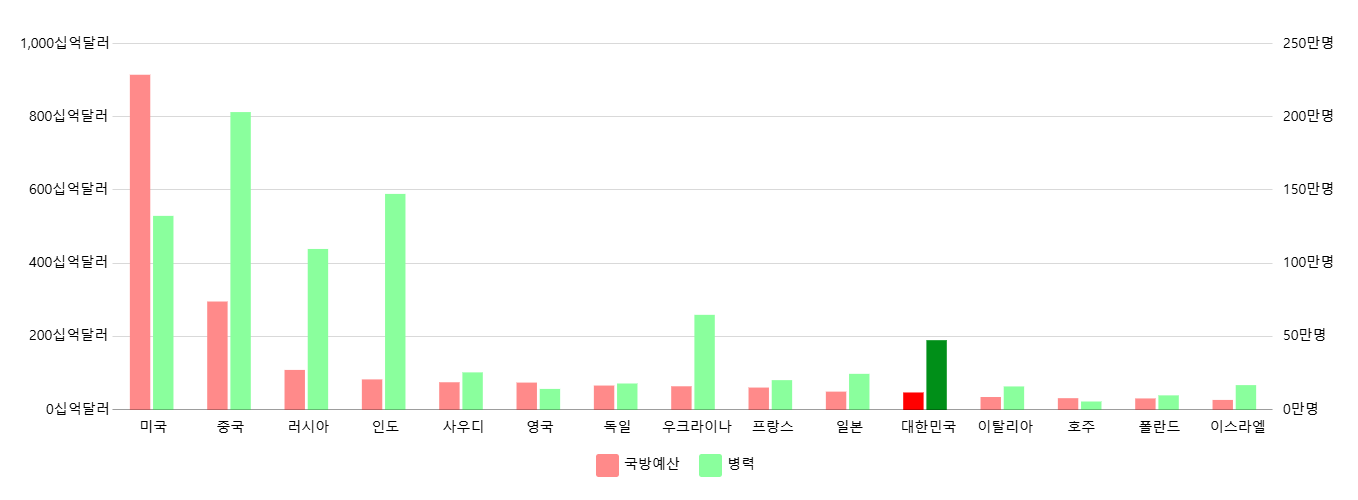 1,000십억달러
800십억달러
600십억달러
400십억달러
200십억달러
0십억달러
250만명
200만명
150만명
100만명
50만명
0만명
미국 중국 러시아 인도 사우디 영국 독일 우크라이나 프랑스 일본 대한민국 이탈리아 호주 폴란드 이스라엘
국방예산 병력